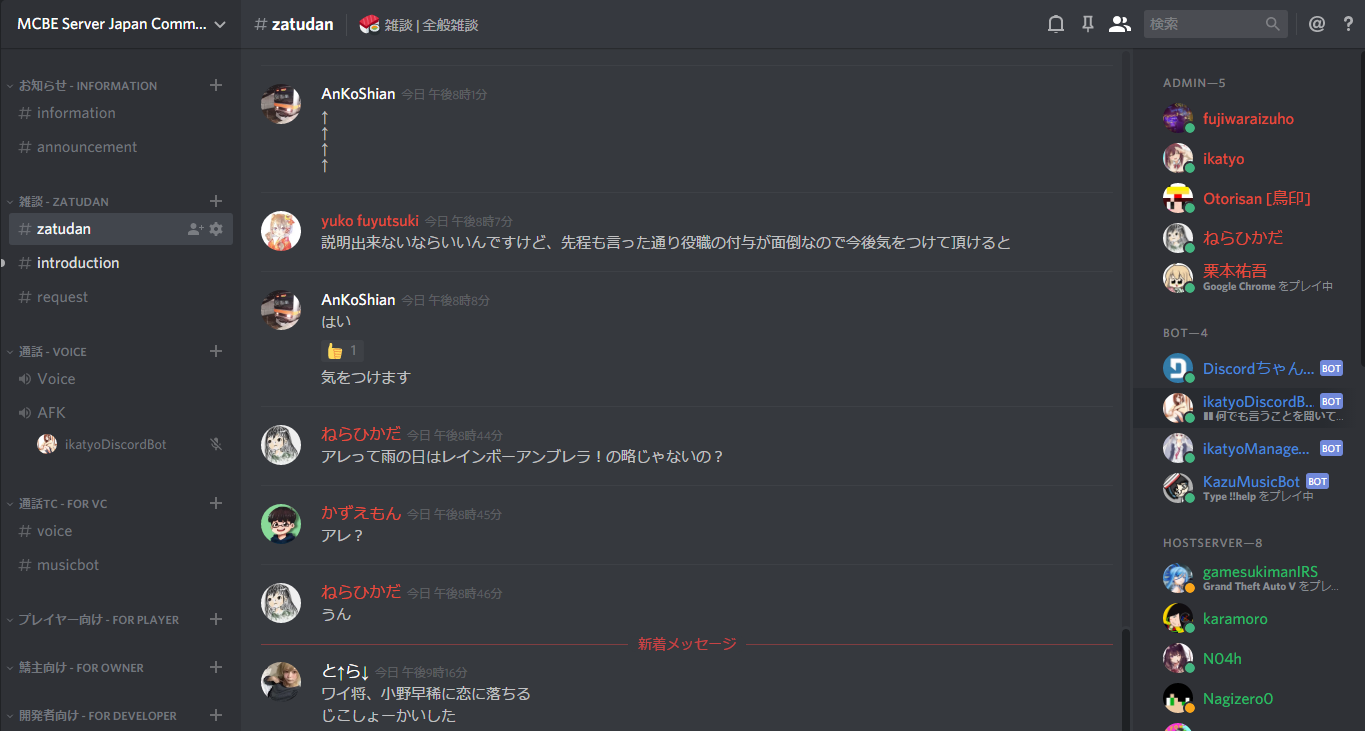 MCBE Server Japan Comm...
# zatudan
雑談 | 全般雑談
検索
@
?
お知らせ - INFORMATION
# information
# announcement
雑談 - ZATUDAN
# zatudan
# introduction
# request
通話 - VOICE
Voice
AFK
ikatyoDiscordBot
通話TC - FOR VC
# voice
# musicbot
プレイヤー向け - FOR PLAYER
鯖主向け - FOR OWNER
開発者向け - FOR DEVELOPER
AnKoShian 今日 午後8時1分
↑
↑
↑
↑
yuko fuyutsuki 今日 午後8時7分
説明出来ないならいいんですけど、先程も言った通り役職の付与が面倒なので今後気をつけて頂けると
AnKoShian 今日 午後8時8分
はい
1
気をつけます
ねらひかだ 今日 午後8時44分
アレって雨の日はレインボーアンブレラ！の略じゃないの？
かずえもん 今日 午後8時45分
アレ？
ねらひかだ 今日 午後8時46分
うん
新着メッセージ
と↑ら↓ 今日 午後9時16分
ワイ将、小野早稀に恋に落ちる
じこしょーかいした
ADMIN—5
fujiwaraizuho
ikatyo
Otorisan [鳥印]
ねらひかだ
栗本祐吾
Google Chrome をプレイ中
BOT—4
Discordちゃん... BOT
ikatyoDiscordB... BOT
何でも言うことを聞いて...
ikatyoManage... BOT
KazuMusicBot BOT
Type !!help をプレイ中
HOSTSERVER—8
gamesukimanIRS
Grand Theft Auto V をプレ...
karamoro
N04h
Nagizero0